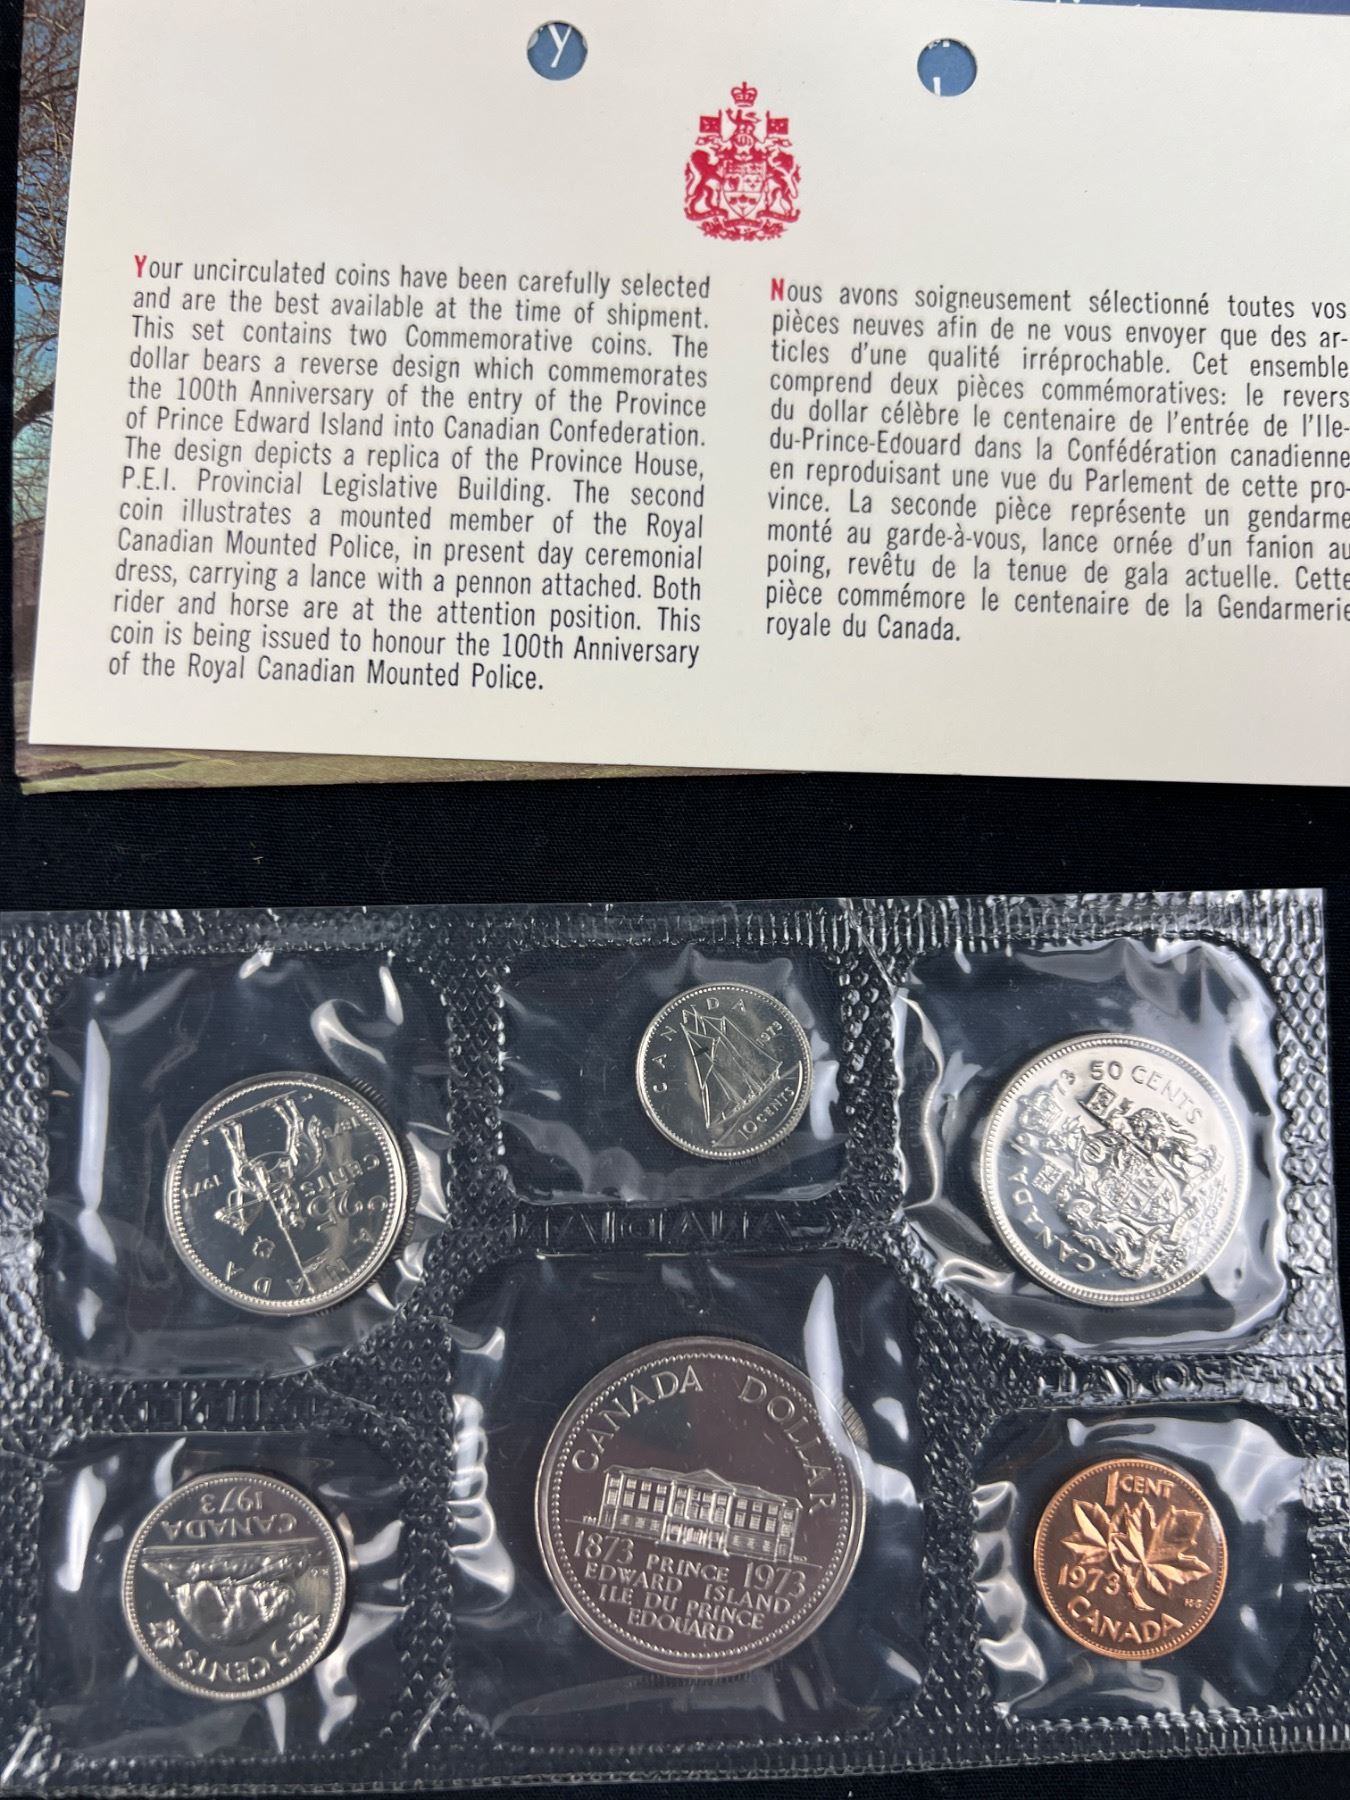 y
Your uncirculated coins have been carefully selected
and are the best available at the time of shipment.
This set contains two Commemorative coins. The
dollar bears a reverse design which commemorates
the 100th Anniversary of the entry of the Province
of Prince Edward Island into Canadian Confederation.
The design depicts a replica of the Province House,
P.E.I. Provincial Legislative Building. The second
coin illustrates a mounted member of the Royal
Canadian Mounted Police, in present day ceremonial
dress, carrying a lance with a pennon attached. Both
rider and horse are at the attention position. This
coin is being issued to honour the 100th Anniversary
of the Royal Canadian Mounted Police.
Nous avons soigneusement sélectionné toutes vos
pièces neuves afin de ne vous envoyer que des ar-
ticles d'une qualité irréprochable. Cet ensemble
comprend deux pièces commémoratives: le revers
du dollar célèbre le centenaire de l'entrée de l'Ile-
du-Prince-Edouard dans la Confédération canadienne
en reproduisant une vue du Parlement de cette pro-
vince. La seconde pièce représente un gendarme
monté au garde-à-vous, lance ornée d'un fanion au
poing, revêtu de la tenue de gala actuelle. Cette
pièce commémore le centenaire de la Gendarmerie
royale du Canada.
CANADA 1973
10 CENTS
CANADA 1973 50 CENTS
25 CENTS
1973
CANADA DOLLAR
1873 PRINCE 1973
EDWARD ISLAND
ILE DU PRINCE
EDOUARD
1973
CANADA
5 CENTS
1 CENT
1973
CANADA